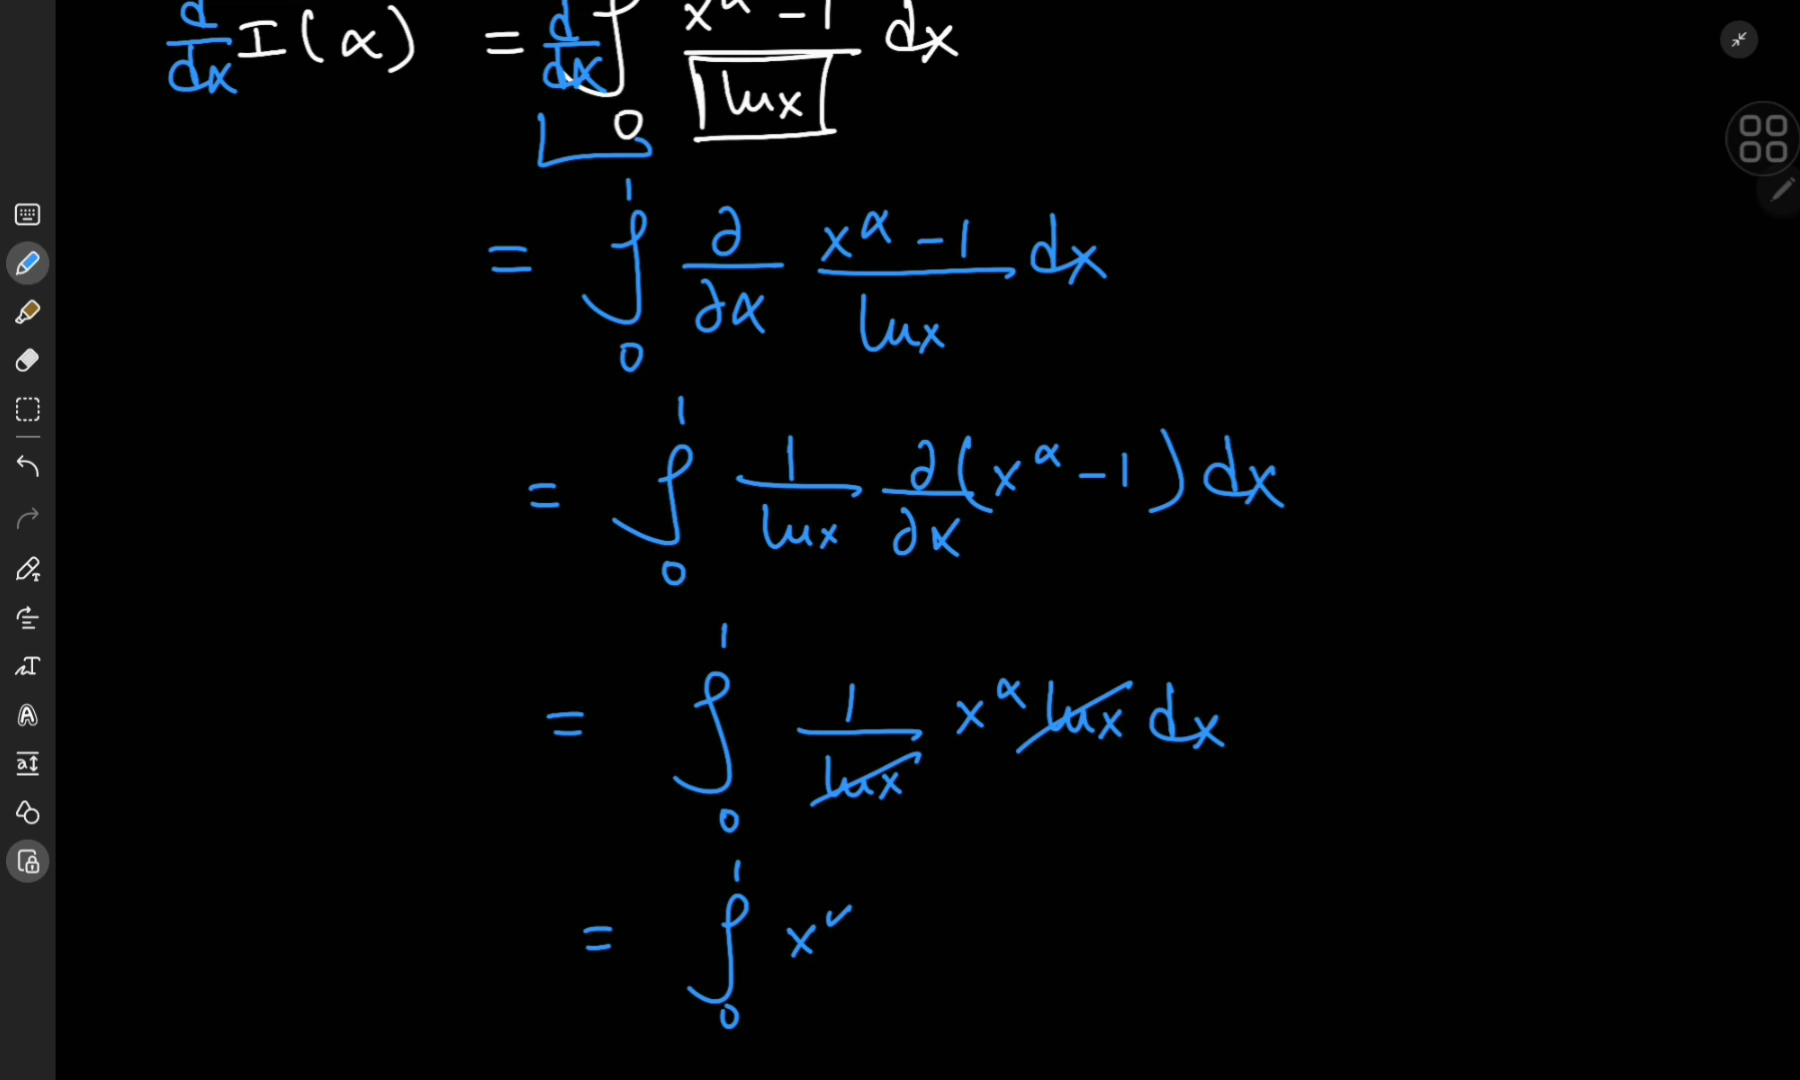 d/dα I(α) = d/dα ∫₀ (x^α − 1)/(ln x) dx
= ∫₀¹ ∂/∂α (x^α − 1)/(ln x) dx
= ∫₀¹ 1/(ln x) ∂/∂α (x^α − 1) dx
= ∫₀¹ 1/(ln x) x^α ln x dx
= ∫₀¹ x